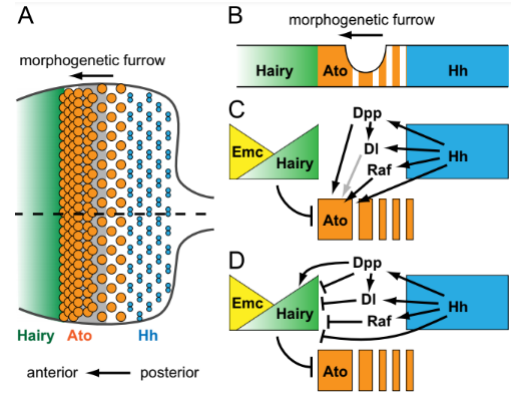 A
morphogenetic furrow
Hairy Ato Hh
anterior posterior
B
morphogenetic furrow
Hairy Ato Hh
C
Dpp
Emc Dl
Hairy Raf Hh
Ato
D
Dpp
Emc Dl
Hairy Raf Hh
Ato